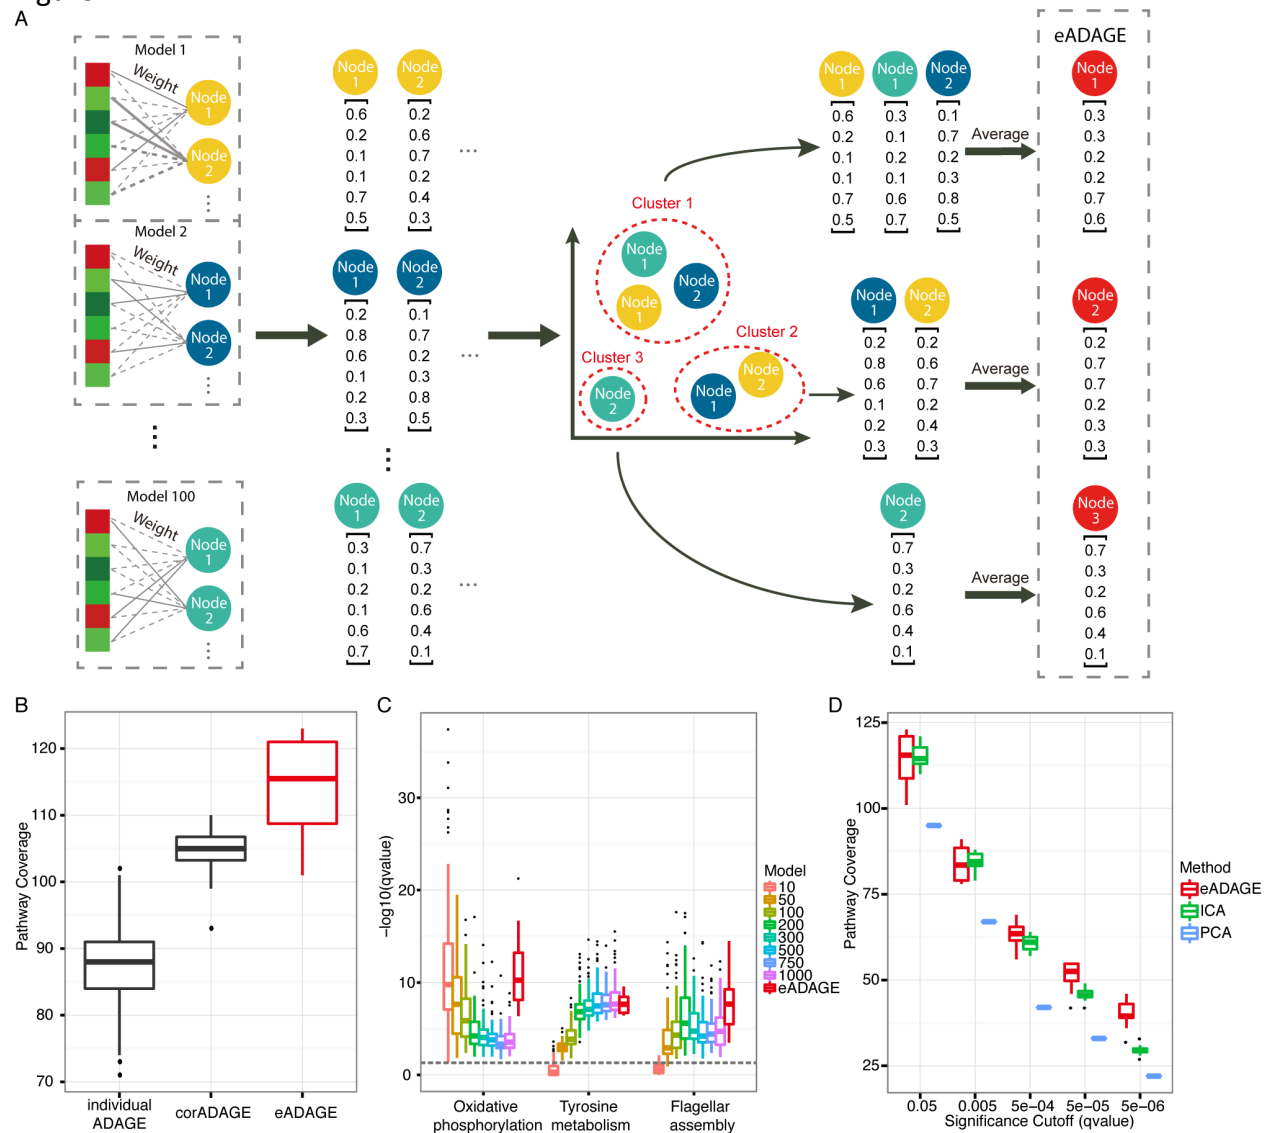 A
Model 1
Weight
Node 1
Node 2
Model 2
Weight
Node 1
Node 2
Model 100
Weight
Node 1
Node 2
Node 1 Node 2
0.6 0.2
0.2 0.6
0.1 0.7
0.1 0.2
0.7 0.4
0.5 0.3
Node 1 Node 2
0.2 0.1
0.8 0.7
0.6 0.2
0.1 0.3
0.2 0.8
0.3 0.5
Node 1 Node 2
0.3 0.7
0.1 0.3
0.2 0.2
0.1 0.6
0.6 0.4
0.7 0.1
Cluster 1
Node 1
Node 2
Node 1
Cluster 2
Node 2
Node 1
Cluster 3
Node 2
Node 1 Node 1 Node 2
0.6 0.3 0.1
0.2 0.1 0.7
0.1 0.2 0.2
0.1 0.1 0.3
0.7 0.6 0.8
0.5 0.7 0.5
Average
Node 1 Node 2
0.2 0.2
0.8 0.6
0.6 0.7
0.1 0.2
0.2 0.4
0.3 0.3
Average
Node 2
0.7
0.3
0.2
0.6
0.4
0.1
Average
eADAGE
Node 1
0.3
0.3
0.2
0.2
0.7
0.6
Node 2
0.2
0.7
0.7
0.2
0.3
0.3
Node 3
0.7
0.3
0.2
0.6
0.4
0.1
B
Pathway Coverage
120
110
100
90
80
70
individual ADAGE
corADAGE
eADAGE
C
−log10(qvalue)
30
20
10
0
Oxidative phosphorylation
Tyrosine metabolism
Flagellar assembly
Model
10
50
100
200
300
500
750
1000
eADAGE
D
Pathway Coverage
125
100
75
50
25
0.05 0.005 5e−04 5e−05 5e−06
Significance Cutoff (qvalue)
Method
eADAGE
ICA
PCA